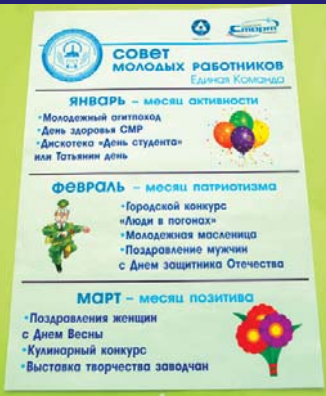 Старт
СОВЕТ
МОЛОДЫХ РАБОТНИКОВ
Единая Команда
ЯНВАРЬ – месяц активности
•Молодежный агитпоход
•День здоровья СМР
•Дискотека «День студента»
или Татьянин день
ФЕВРАЛЬ – месяц патриотизма
•Городской конкурс
«Люди в погонах»
•Молодежная масленица
•Поздравление мужчин
с Днем защитника Отечества
МАРТ – месяц позитива
•Поздравления женщин
с Днем Весны
•Кулинарный конкурс
•Выставка творчества заводчан